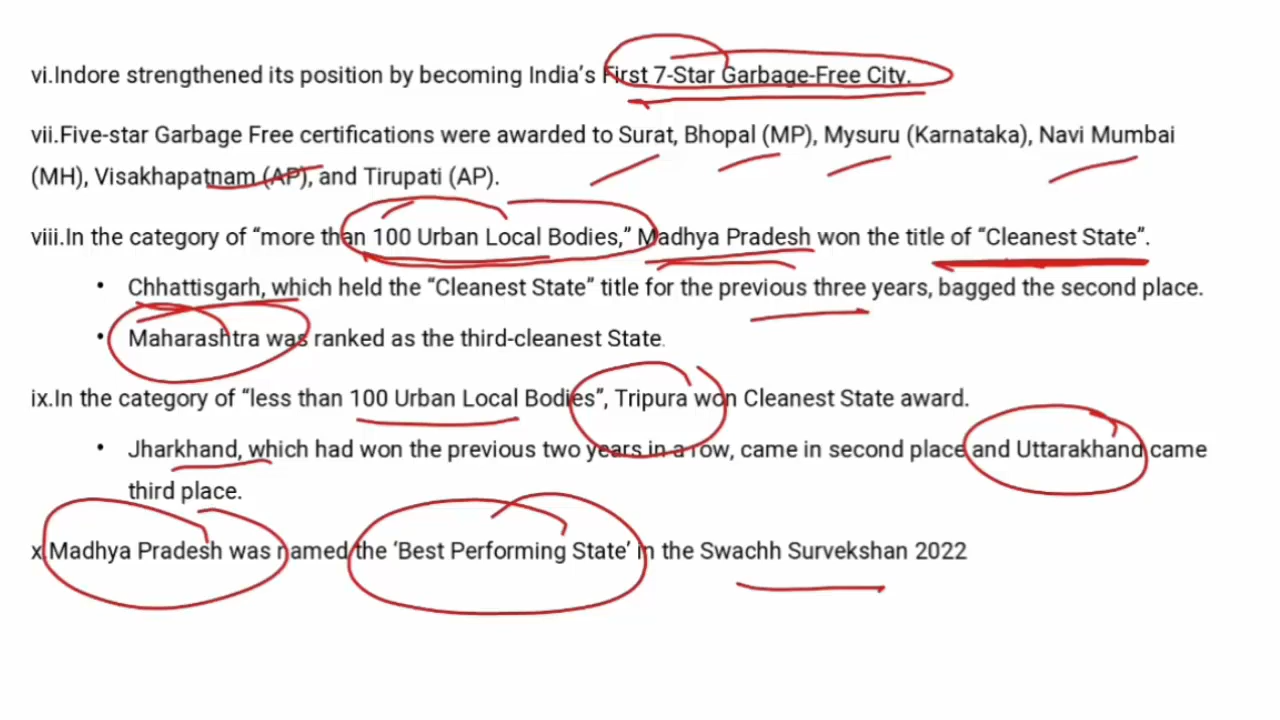 vi.Indore strengthened its position by becoming India's First 7-Star Garbage-Free City.
vii.Five-star Garbage Free certifications were awarded to Surat, Bhopal (MP), Mysuru (Karnataka), Navi Mumbai
(MH), Visakhapatnam (AP), and Tirupati (AP).
viii.In the category of “more than 100 Urban Local Bodies,” Madhya Pradesh won the title of “Cleanest State”.
• Chhattisgarh, which held the “Cleanest State” title for the previous three years, bagged the second place.
• Maharashtra was ranked as the third-cleanest State.
ix.In the category of “less than 100 Urban Local Bodies”, Tripura won Cleanest State award.
• Jharkhand, which had won the previous two years in a row, came in second place and Uttarakhand came
third place.
x.Madhya Pradesh was named the ‘Best Performing State’ in the Swachh Survekshan 2022